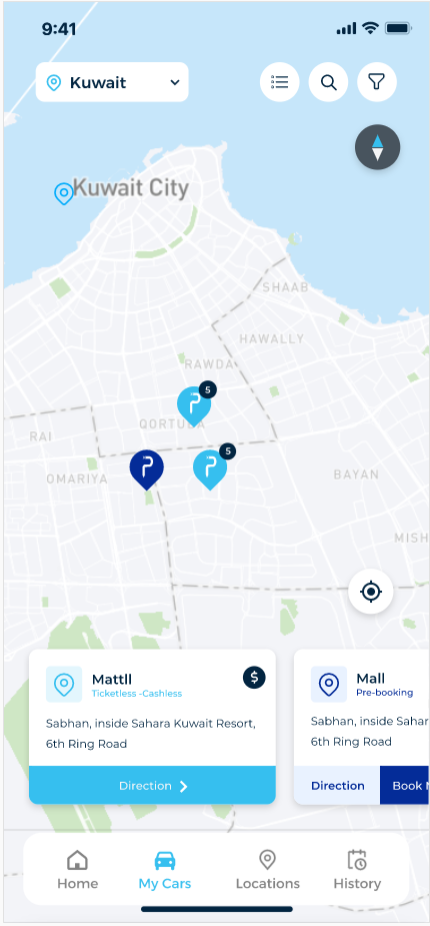 9:41
Kuwait
Kuwait City
SHAAB
HAWALLY
RAWDA
5
QORTUBA
RAI
5
OMARIYA
BAYAN
MISH
Mattll
Ticketless -Cashless
$
Sabhan, inside Sahara Kuwait Resort,
6th Ring Road
Direction
Mall
Pre-booking
Sabhan, inside Sahar
6th Ring Road
Direction
Book
Home
My Cars
Locations
History